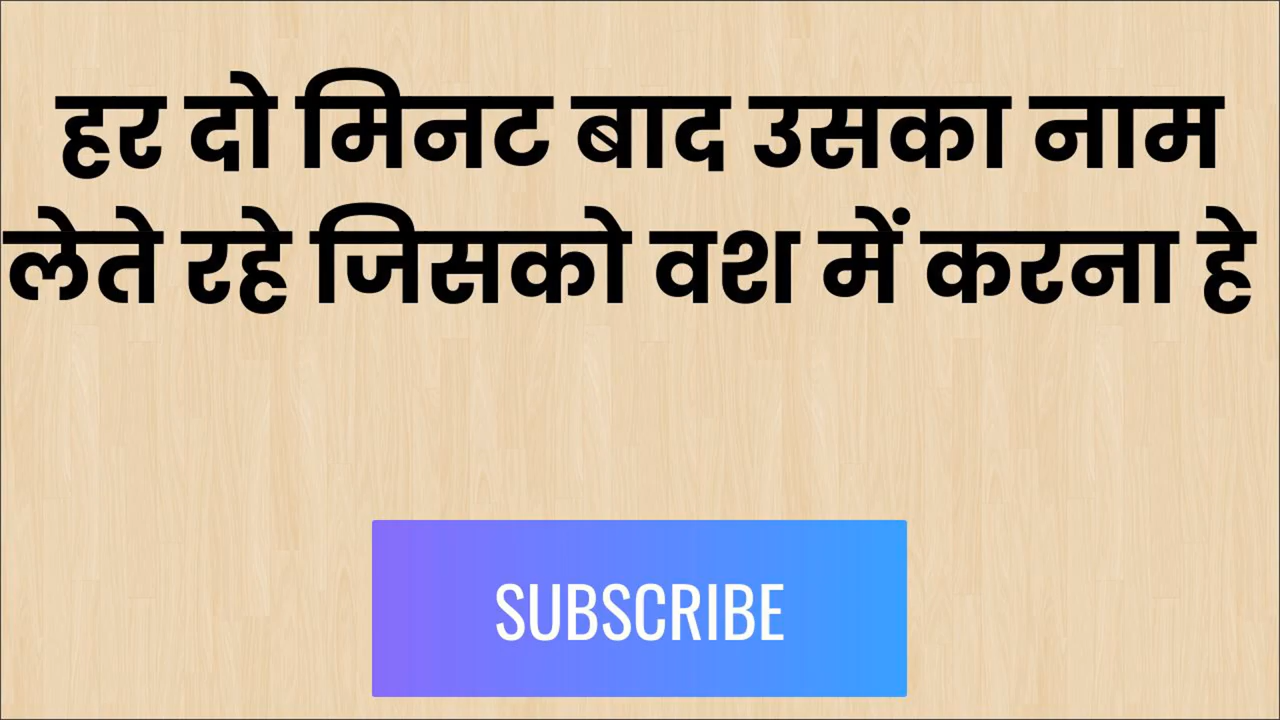 हर दो मिनट बाद उसका नाम
लेते रहे जिसको वश में करना हे
SUBSCRIBE